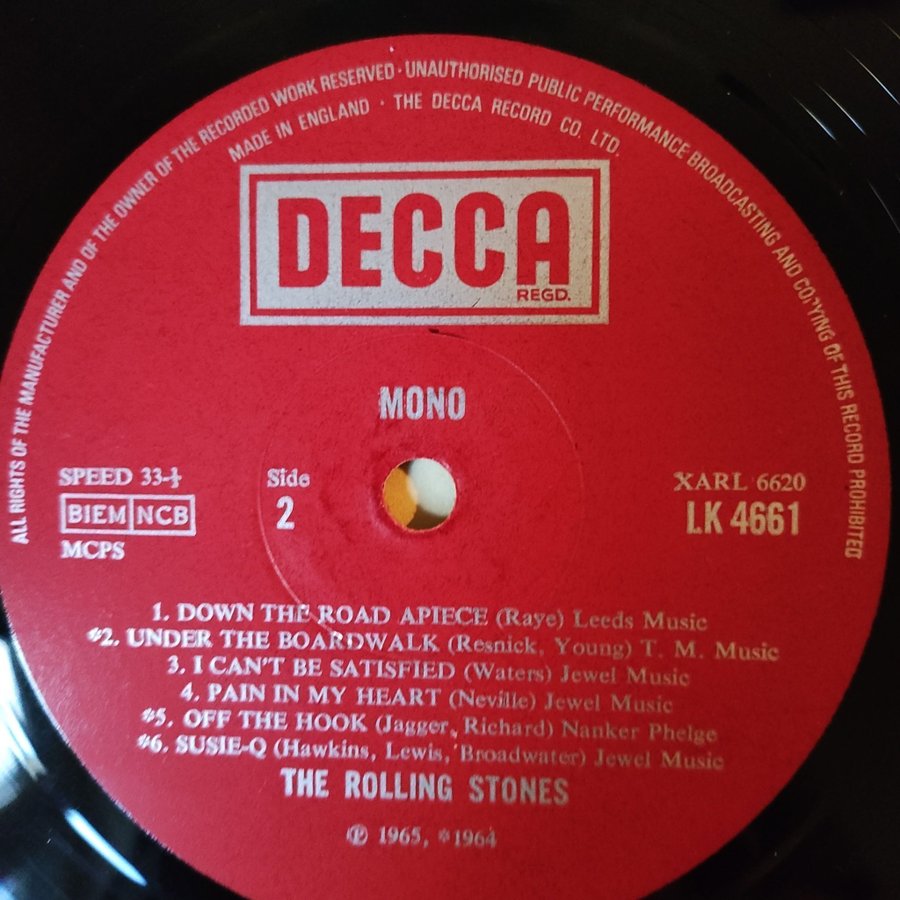 ALL RIGHTS OF THE MANUFACTURER AND OF THE OWNER OF THE RECORDED WORK RESERVED · UNAUTHORISED PUBLIC PERFORMANCE BROADCASTING AND COPYING OF THIS RECORD PROHIBITED
MADE IN ENGLAND · THE DECCA RECORD CO. LTD.
DECCA
REGD.
MONO
SPEED 33-⅓
BIEM NCB
MCPS
Side
2
XARL 6620
LK 4661
1. DOWN THE ROAD APIECE (Raye) Leeds Music
*2. UNDER THE BOARDWALK (Resnick, Young) T. M. Music
3. I CAN'T BE SATISFIED (Waters) Jewel Music
4. PAIN IN MY HEART (Neville) Jewel Music
*5. OFF THE HOOK (Jagger, Richard) Nanker Phelge
*6. SUSIE-Q (Hawkins, Lewis, Broadwater) Jewel Music
THE ROLLING STONES
℗ 1965, *1964